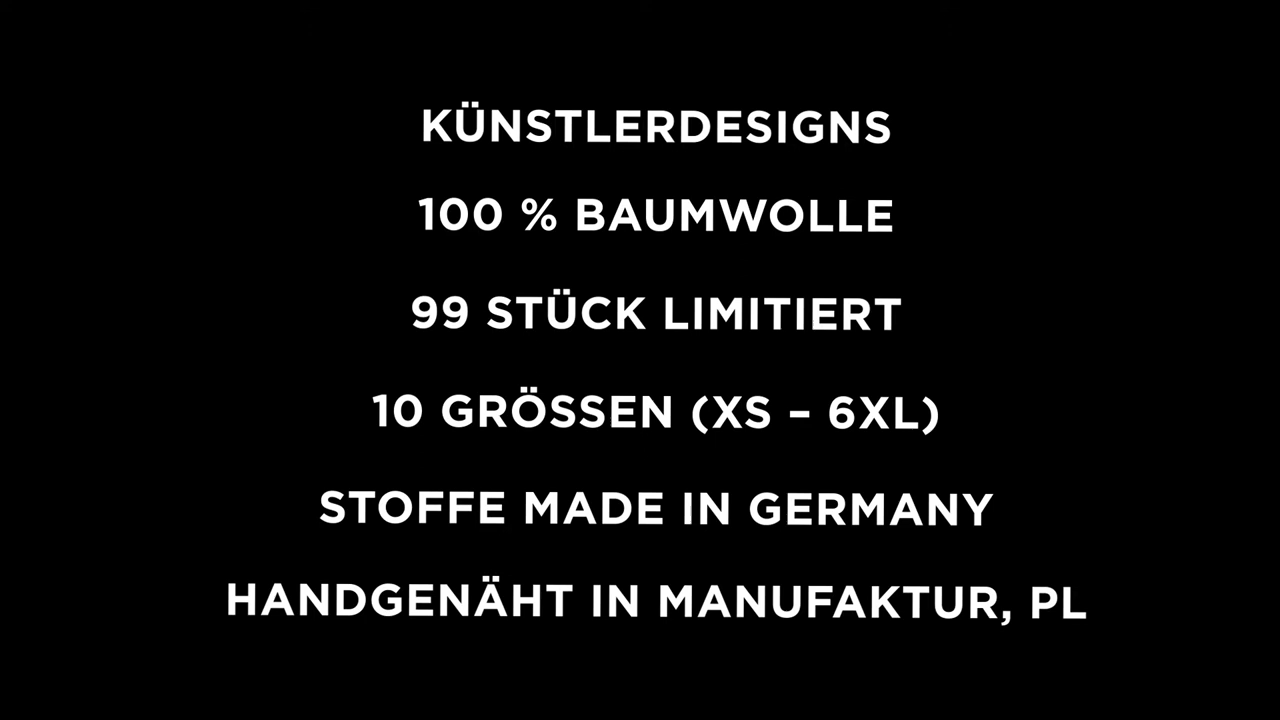 KÜNSTLERDESIGNS
100 % BAUMWOLLE
99 STÜCK LIMITIERT
10 GRÖSSEN (XS – 6XL)
STOFFE MADE IN GERMANY
HANDGENÄHT IN MANUFAKTUR, PL